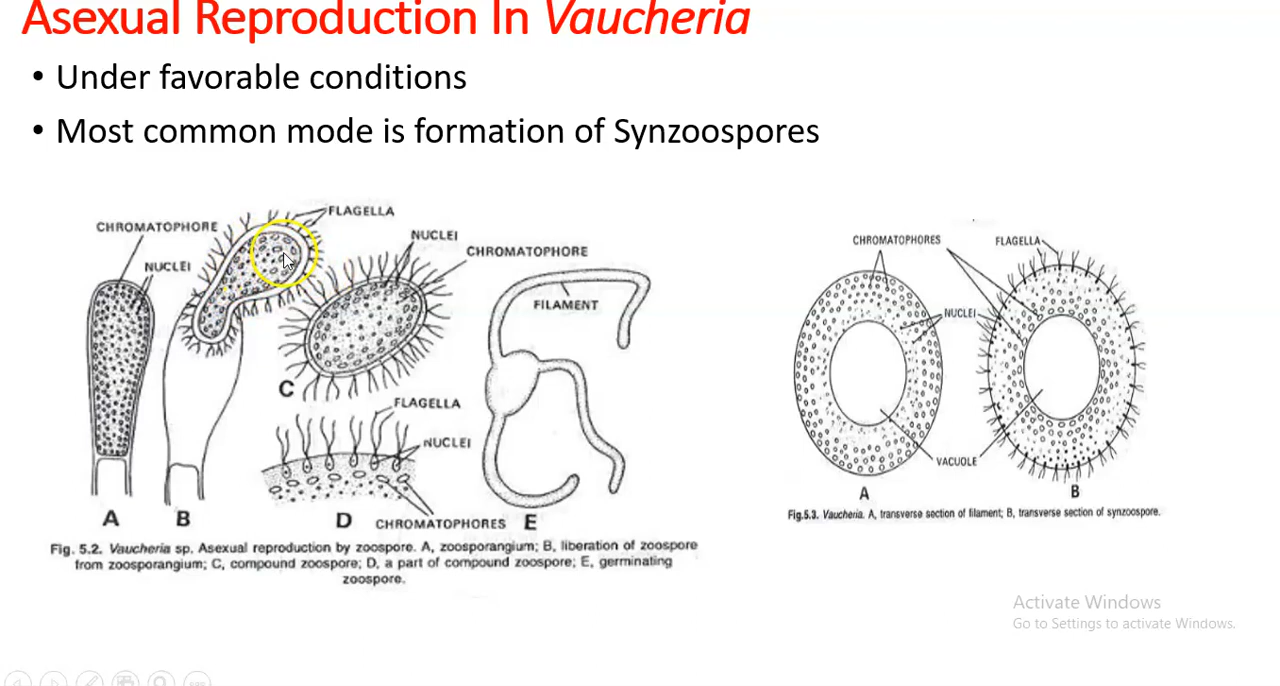 Asexual Reproduction In Vaucheria
• Under favorable conditions
• Most common mode is formation of Synzoospores
CHROMATOPHORE
NUCLEI
FLAGELLA
NUCLEI
CHROMATOPHORE
FILAMENT
C
FLAGELLA
NUCLEI
A
B
D
CHROMATOPHORES
E
Fig. 5.2. Vaucheria sp. Asexual reproduction by zoospore. A, zoosporangium; B, liberation of zoospore
from zoosporangium; C, compound zoospore; D, a part of compound zoospore; E, germinating
zoospore.
CHROMATOPHORES
FLAGELLA
NUCLEI
VACUOLE
A
B
Fig.5.3. Vaucheria. A, transverse section of filament; B, transverse section of synzoospore.
Activate Windows
Go to Settings to activate Windows.